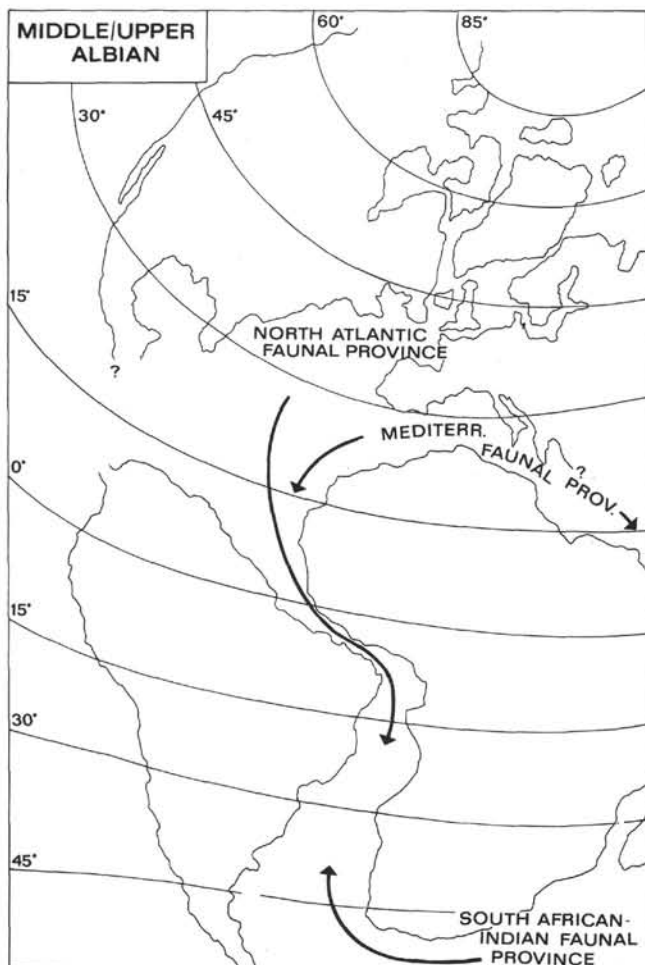 MIDDLE/UPPER
ALBIAN
60°
85°
30°
45°
15°
NORTH ATLANTIC
FAUNAL PROVINCE
?
MEDITERR.
FAUNAL PROV.
?
0°
15°
30°
45°
SOUTH AFRICAN-
INDIAN FAUNAL
PROVINCE